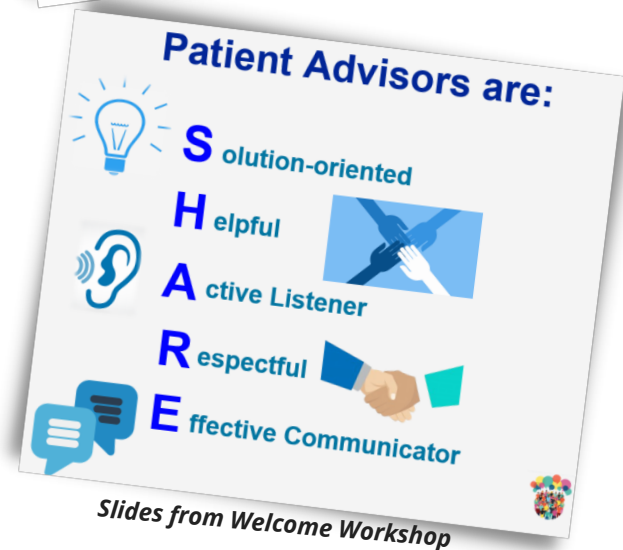 Patient Advisors are:
S olution-oriented
H elpful
A ctive Listener
R espectful
E ffective Communicator
Slides from Welcome Workshop